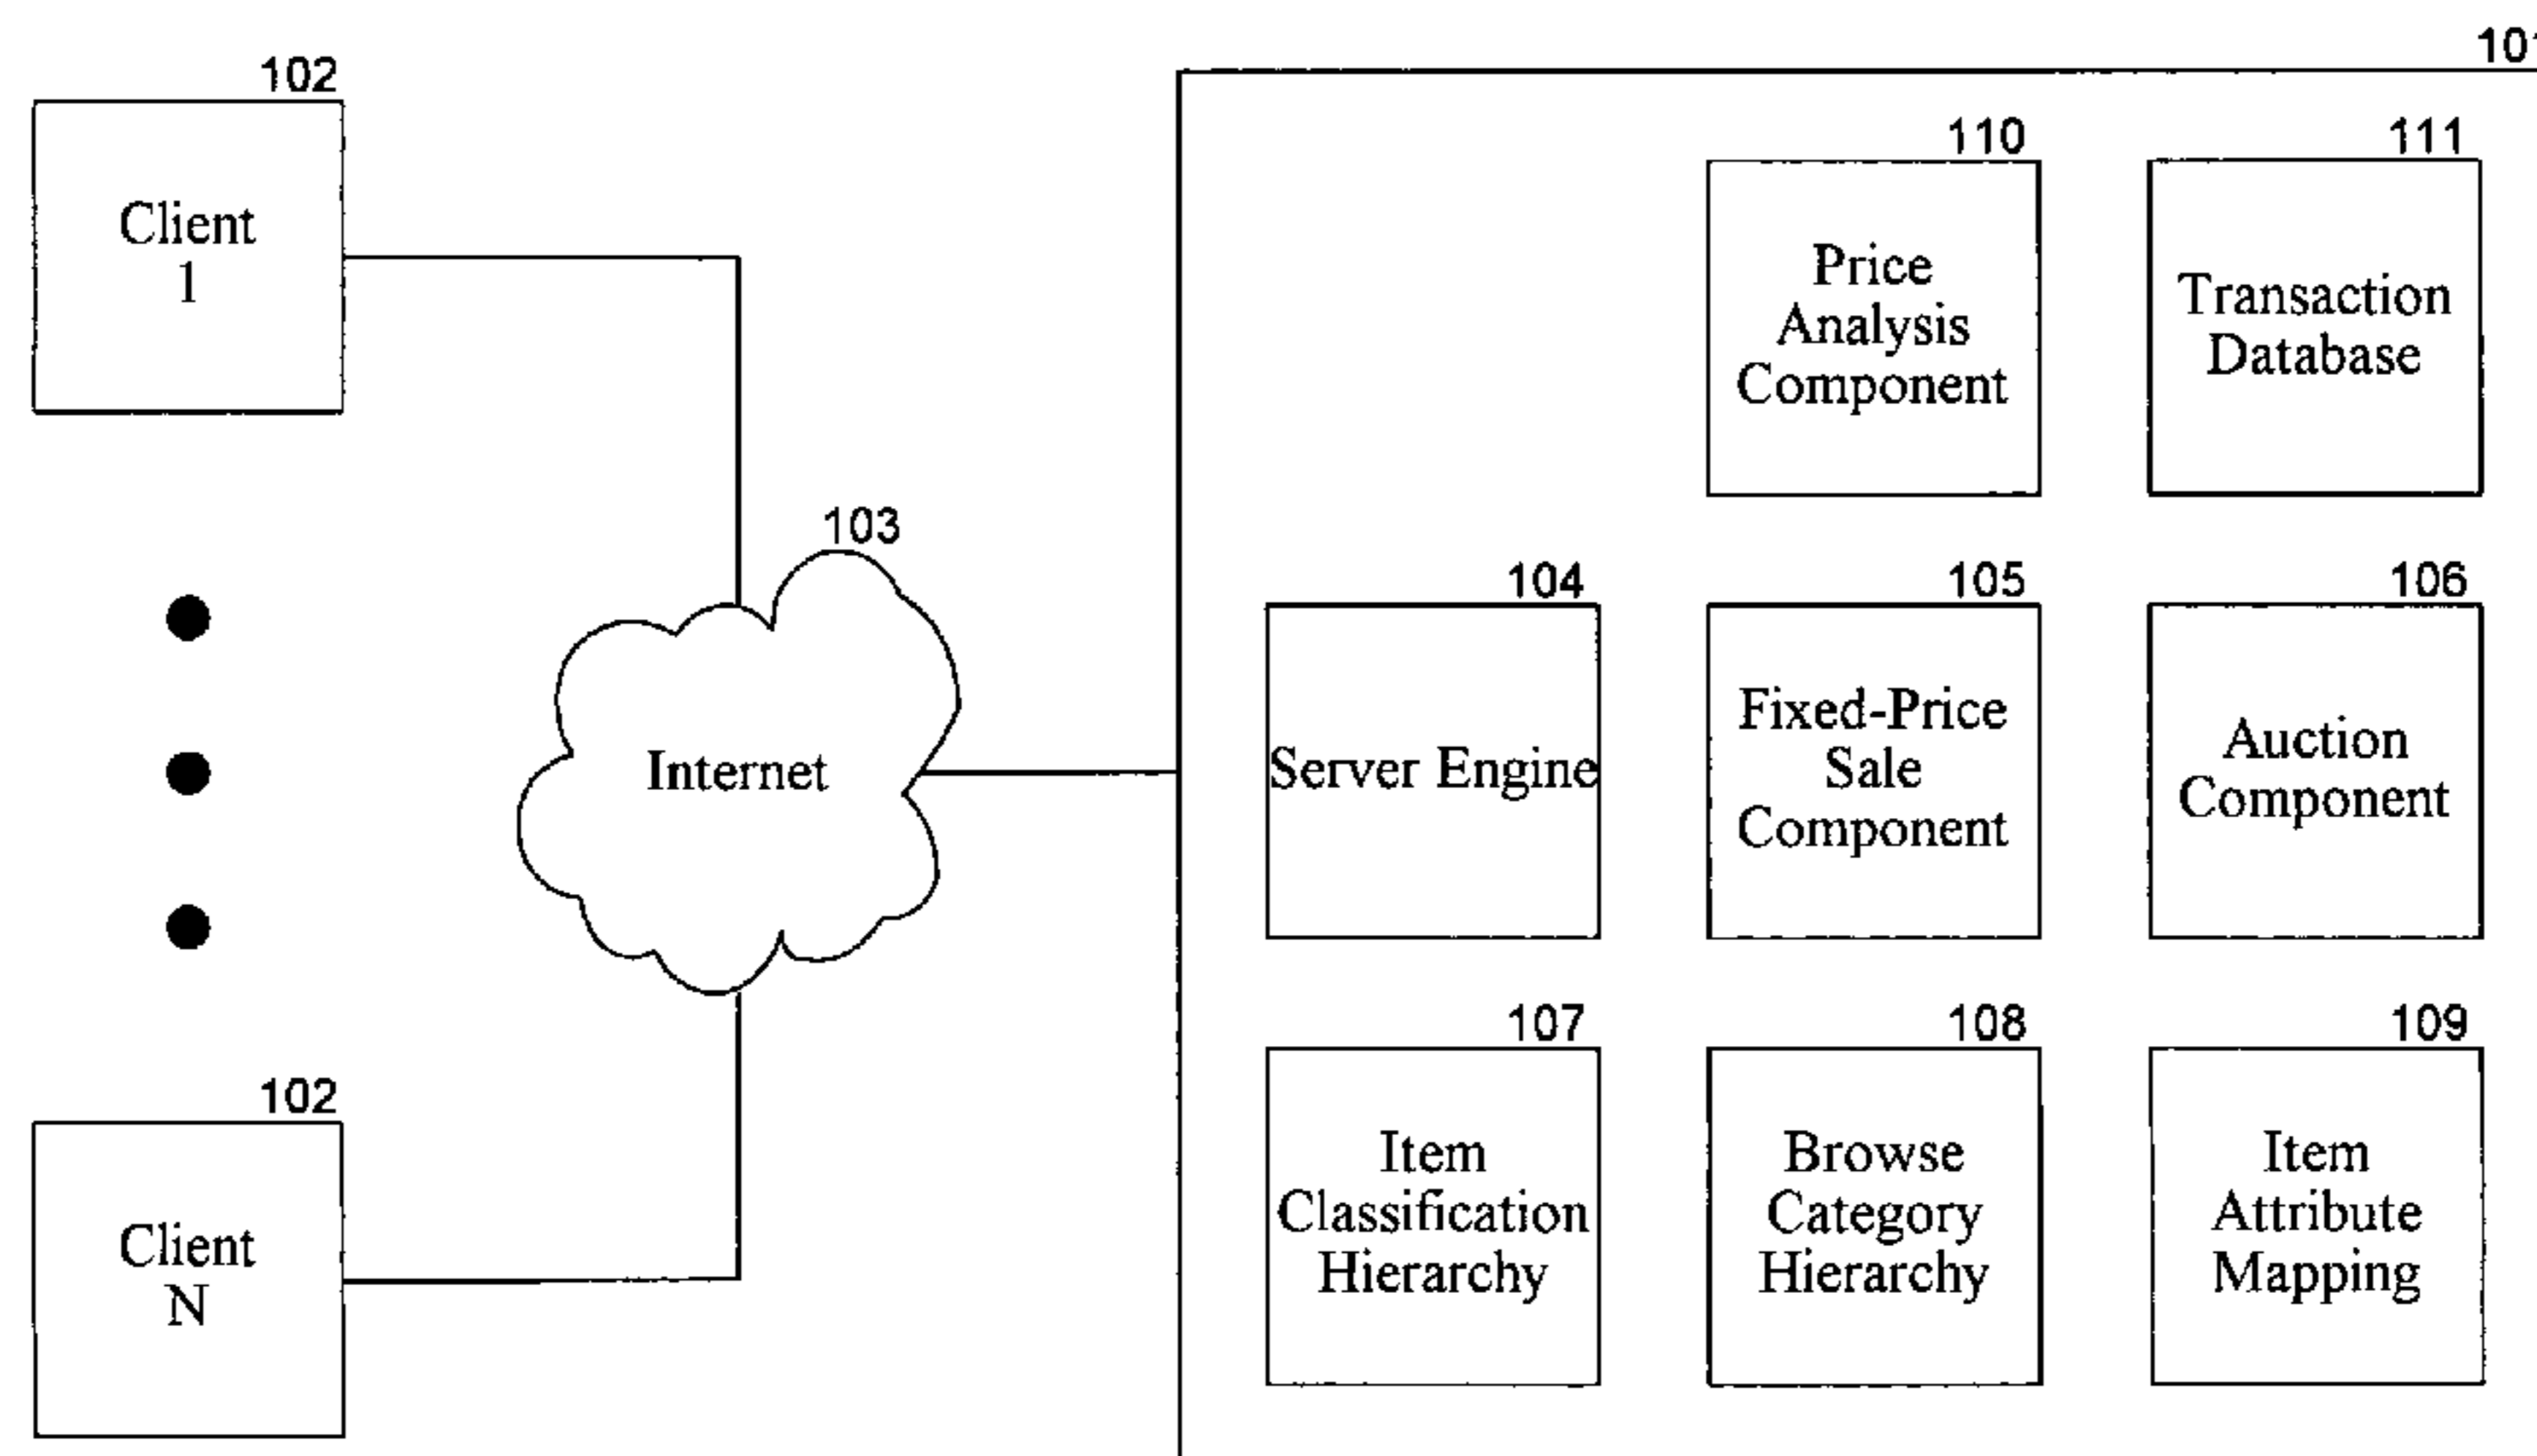 102
Client
1
103
Internet
102
Client
N
101
110
Price
Analysis
Component
111
Transaction
Database
104
Server Engine
105
Fixed-Price
Sale
Component
106
Auction
Component
107
Item
Classification
Hierarchy
108
Browse
Category
Hierarchy
109
Item
Attribute
Mapping